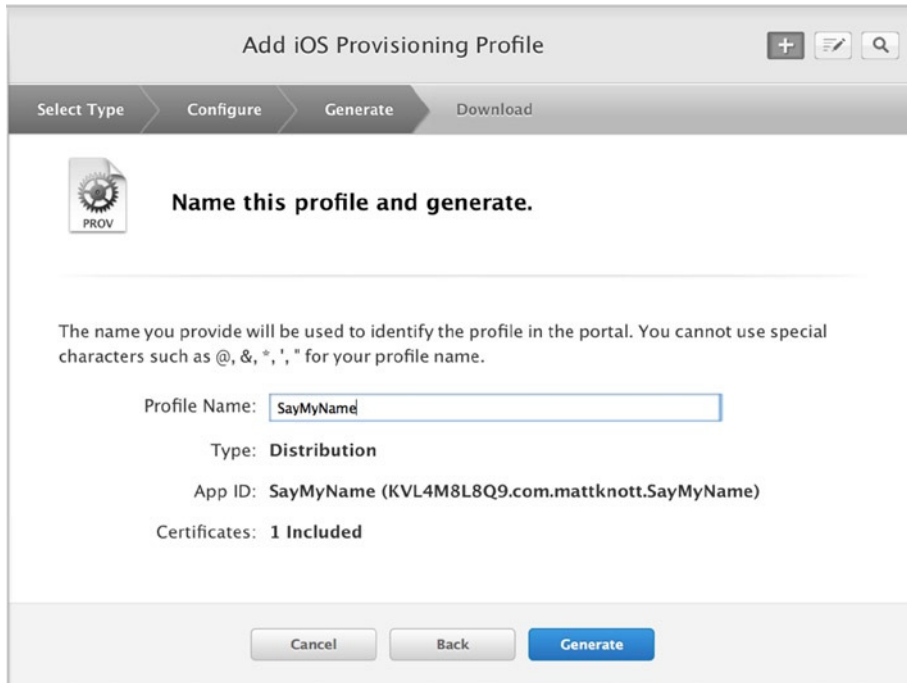 Add iOS Provisioning Profile
Select Type
Configure
Generate
Download
PROV
Name this profile and generate.
The name you provide will be used to identify the profile in the portal. You cannot use special
characters such as @, &, *, ', " for your profile name.
Profile Name: SayMyName
Type: Distribution
App ID: SayMyName (KVL4M8L8Q9.com.mattknott.SayMyName)
Certificates: 1 Included
Cancel
Back
Generate